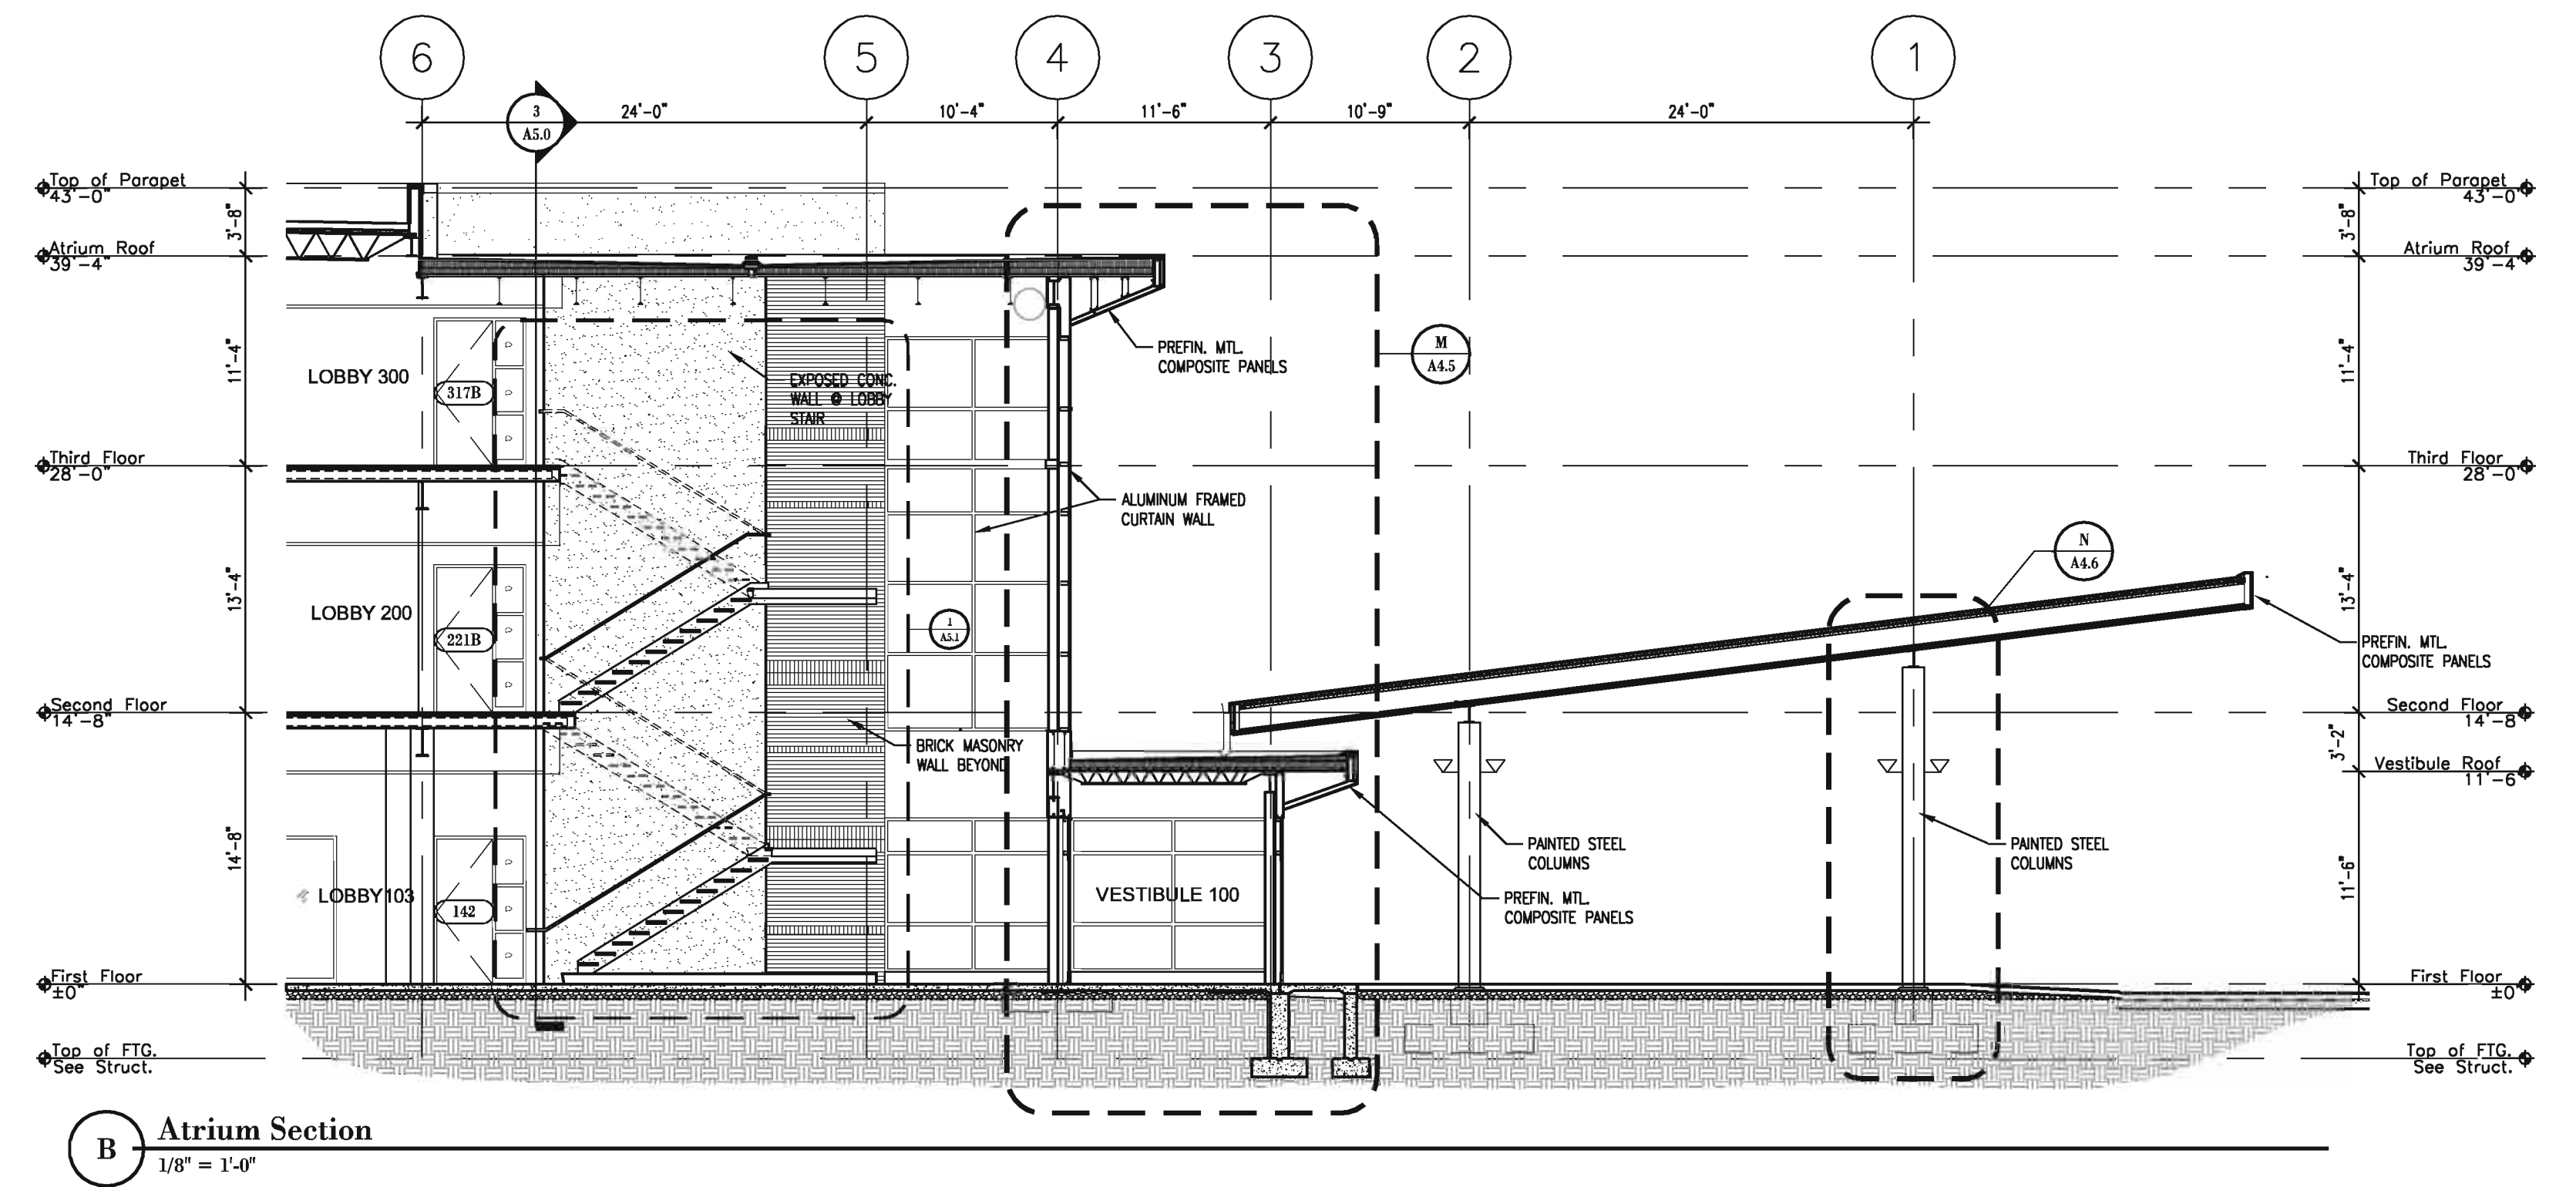 6
5
4
3
2
1
3
A5.0
24'-0"
10'-4"
11'-6"
10'-9"
24'-0"
Top of Parapet
43'-0"
3'-8"
Atrium Roof
39'-4"
11'-4"
Third Floor
28'-0"
13'-4"
Second Floor
14'-8"
14'-8"
First Floor
±0"
Top of FTG.
See Struct.
LOBBY 300
317B
LOBBY 200
221B
LOBBY 103
142
EXPOSED CONC.
WALL @ LOBBY
STAIR
BRICK MASONRY
WALL BEYOND
1
A5.1
PREFIN. MTL.
COMPOSITE PANELS
ALUMINUM FRAMED
CURTAIN WALL
VESTIBULE 100
M
A4.5
PAINTED STEEL
COLUMNS
PREFIN. MTL.
COMPOSITE PANELS
N
A4.6
PAINTED STEEL
COLUMNS
PREFIN. MTL.
COMPOSITE PANELS
Top of Parapet
43'-0
3'-8"
Atrium Roof
39'-4
11'-4"
Third Floor
28'-0
13'-4"
Second Floor
14'-8
3'-2"
Vestibule Roof
11'-6
11'-6"
First Floor
±0
Top of FTG.
See Struct.
B
Atrium Section
1/8" = 1'-0"